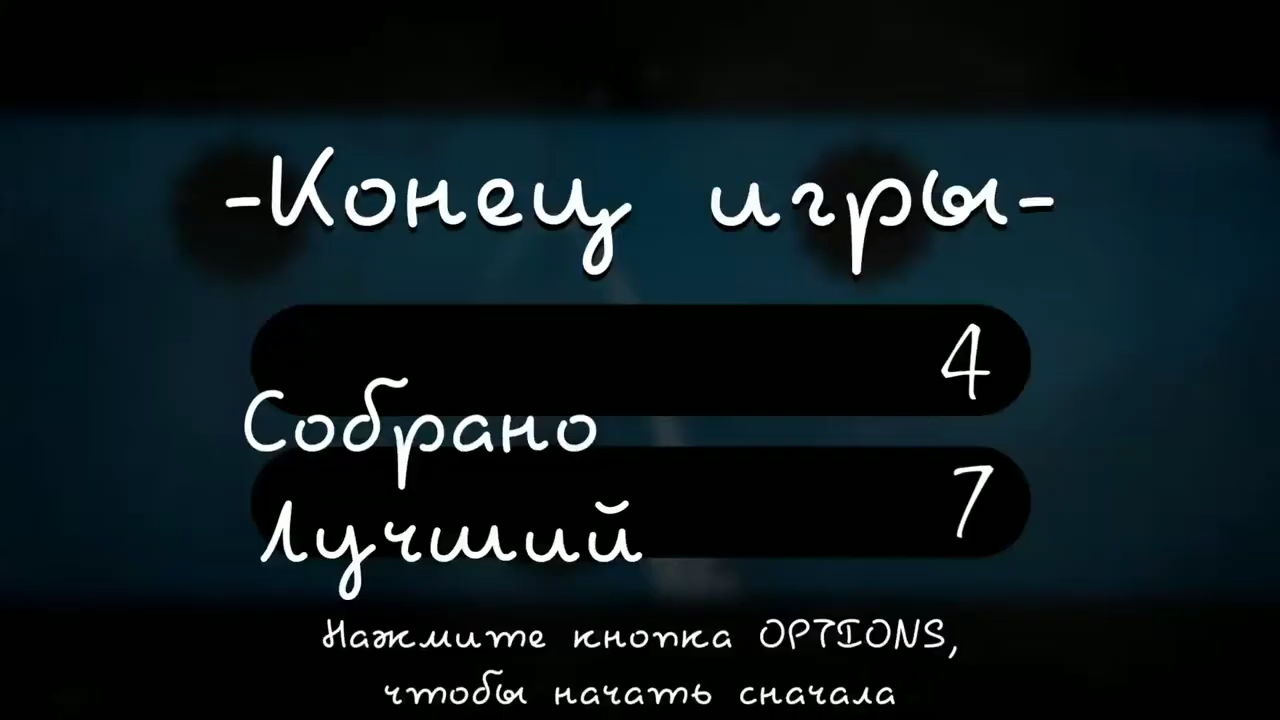 -Конец игры-
4
Собрано
7
Лучший
Нажмите кнопка OPTIONS,
чтобы начать сначала